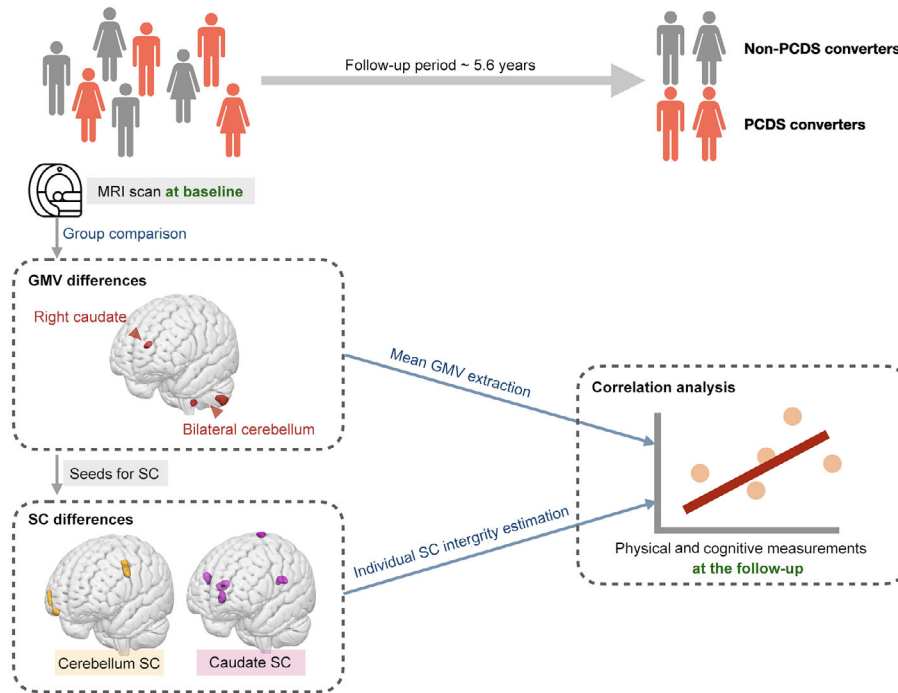 Follow-up period ~ 5.6 years
Non-PCDS converters
PCDS converters
MRI scan at baseline
Group comparison
GMV differences
Right caudate
Bilateral cerebellum
Mean GMV extraction
Seeds for SC
SC differences
Cerebellum SC
Caudate SC
Individual SC intergrity estimation
Correlation analysis
Physical and cognitive measurements
at the follow-up